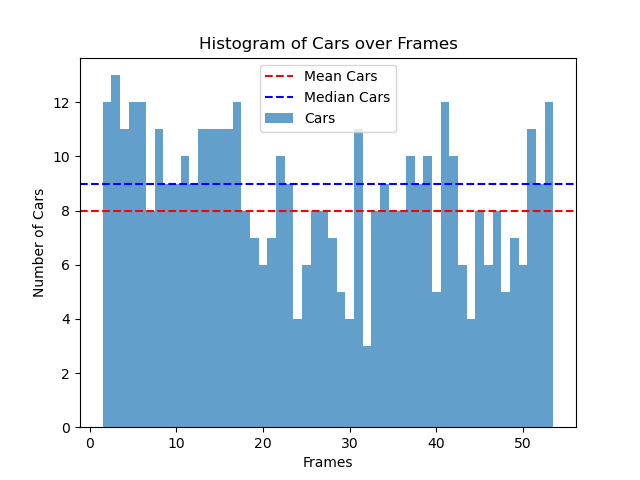 Histogram of Cars over Frames
Mean Cars
Median Cars
Cars
Number of Cars
12
10
8
6
4
2
0
0 10 20 30 40 50
Frames